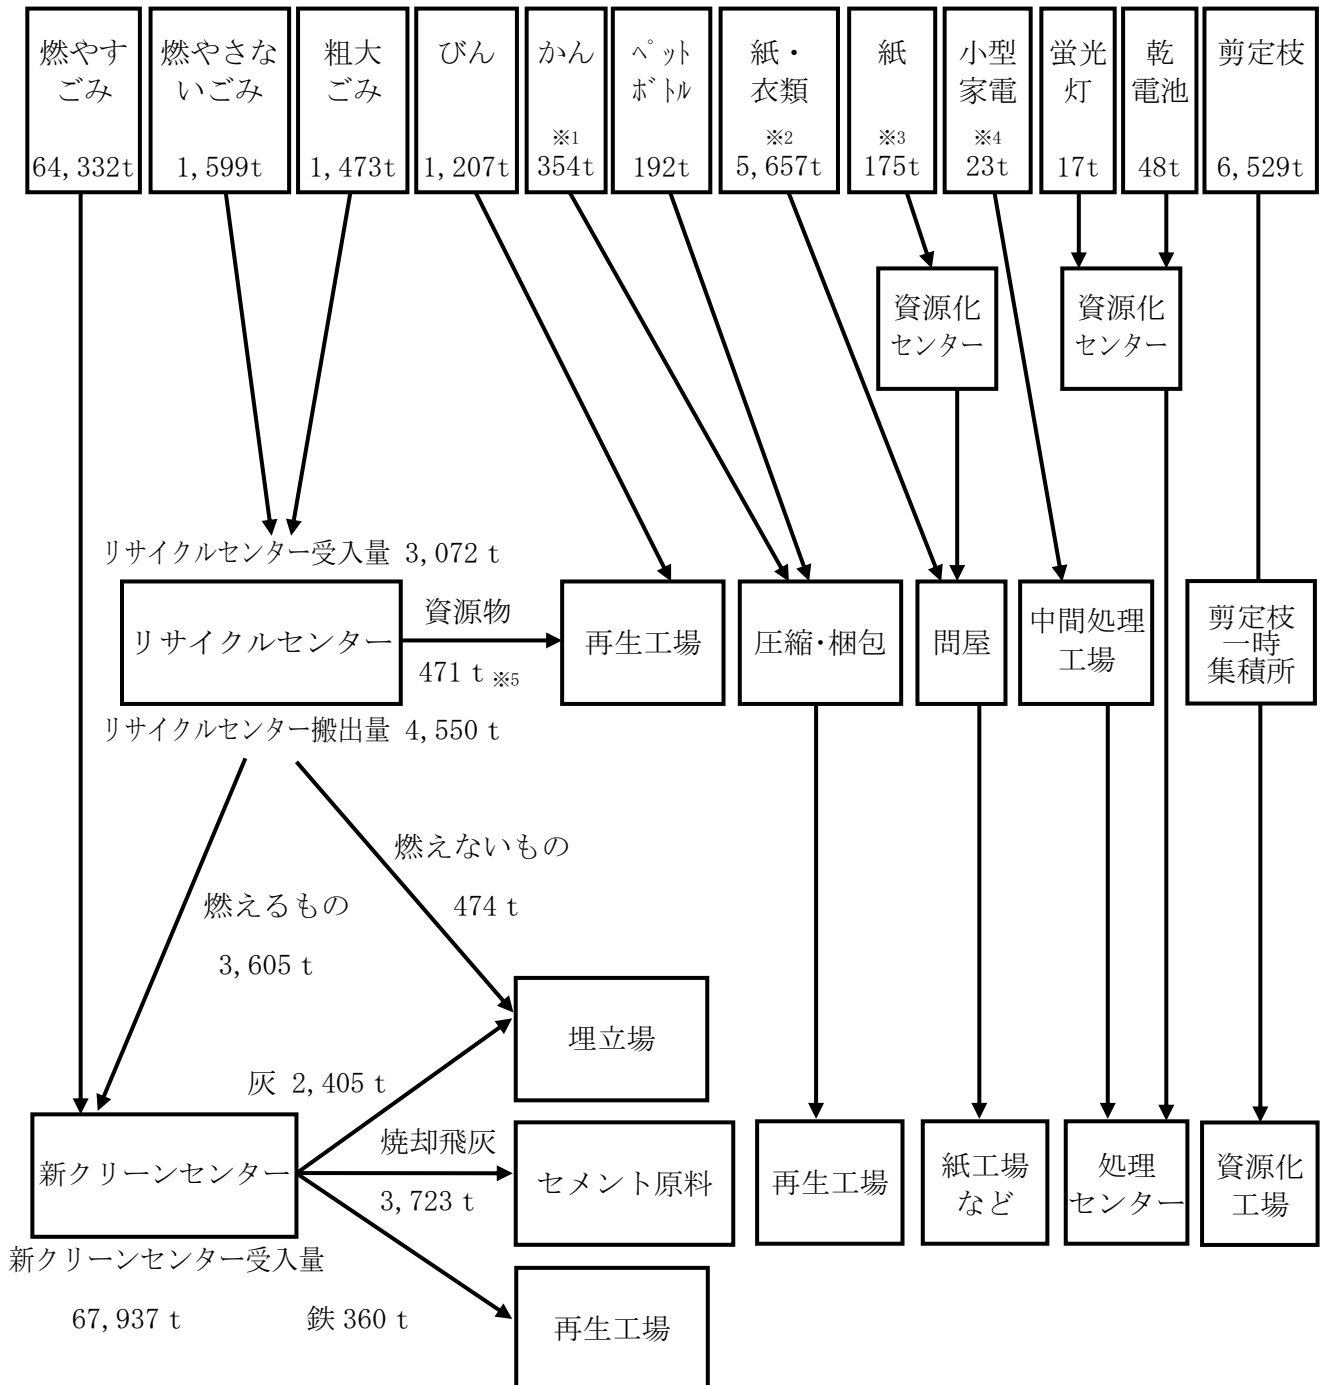 燃やす
ごみ
64,332t
燃やさな
いごみ
1,599t
粗大
ごみ
1,473t
びん
1,207t
かん
※1
354t
ペット
ボトル
192t
紙・
衣類
※2
5,657t
紙
※3
175t
小型
家電
※4
23t
蛍光
灯
17t
乾
電池
48t
剪定枝
6,529t
資源化
センター
資源化
センター
リサイクルセンター受入量 3,072 t
リサイクルセンター
資源物
471 t ※5
再生工場
圧縮・梱包
問屋
中間処理
工場
剪定枝
一時
集積所
リサイクルセンター搬出量 4,550 t
燃えないもの
474 t
燃えるもの
3,605 t
埋立場
灰 2,405 t
新クリーンセンター
焼却飛灰
3,723 t
セメント原料
再生工場
紙工場
など
処理
センター
資源化
工場
新クリーンセンター受入量
67,937 t
鉄 360 t
再生工場